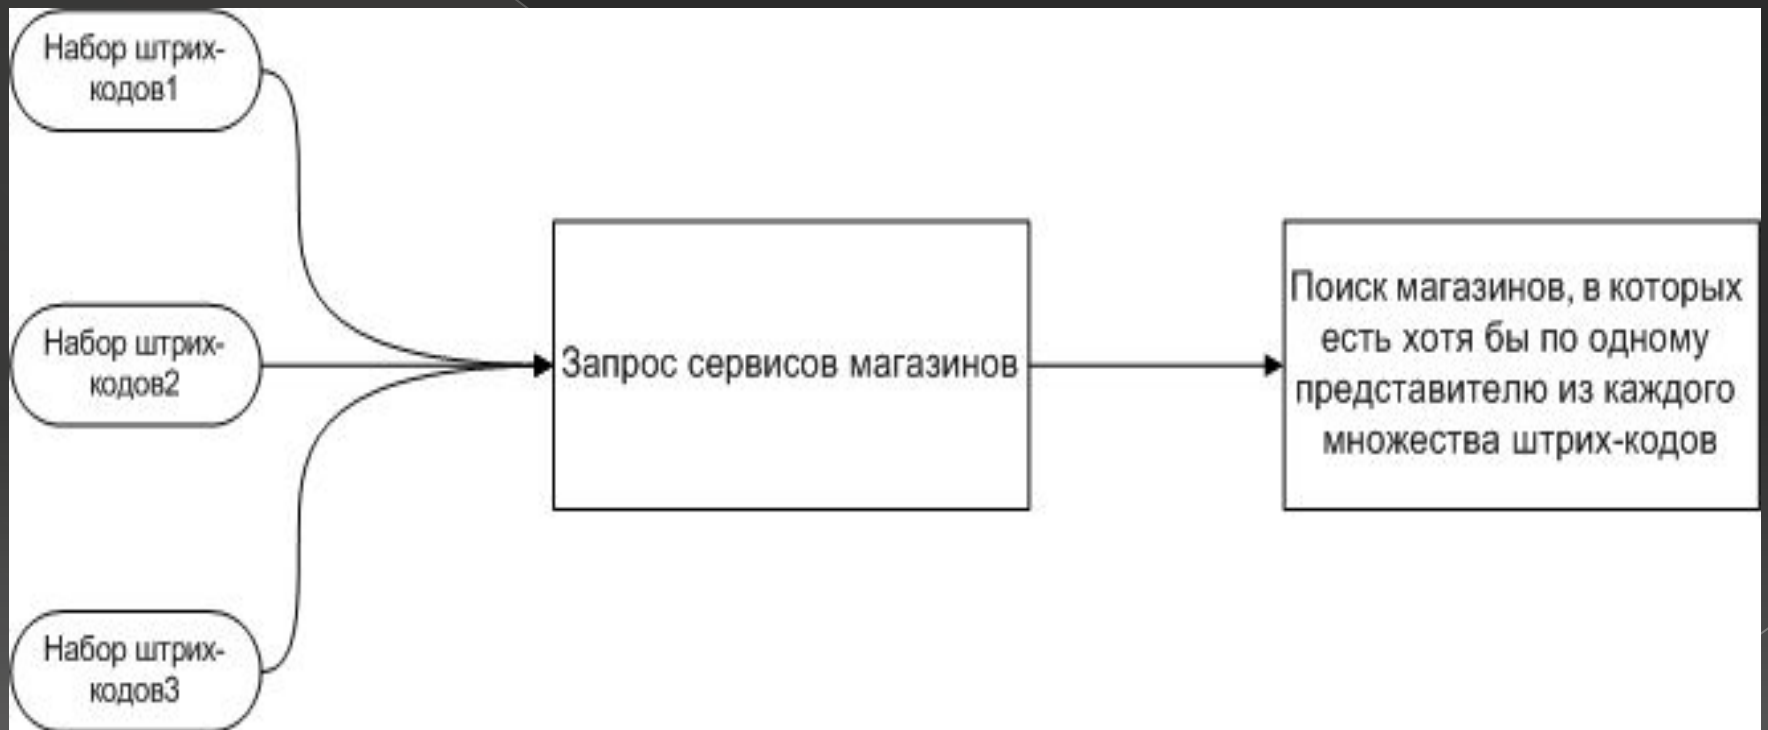 Набор штрих-
кодов1
Набор штрих-
кодов2
Набор штрих-
кодов3
Запрос сервисов магазинов
Поиск магазинов, в которых
есть хотя бы по одному
представителю из каждого
множества штрих-кодов